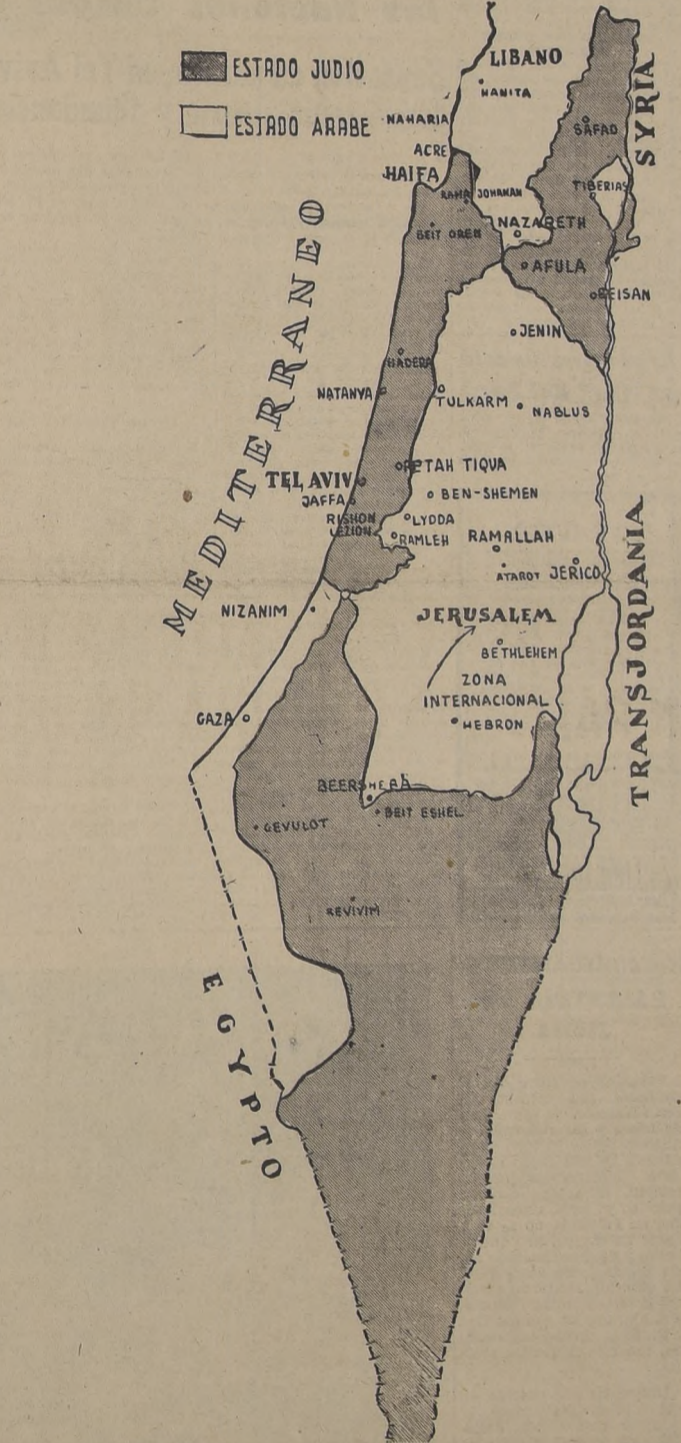 ESTADO JUDIO
ESTADO ARABE
LIBANO
HANITA
NAHARIA
SYRIA
SAFAD
ACRE
HAIFA
TIBERIAS
RAMA JOHANAN
NAZARETH
BEIT OREN
AFULA
BEISAN
MEDITERRANEO
JENIN
HADERA
NATANYA
TULKARM
NABLUS
PETAH TIQUA
TEL AVIV
JAFFA
BEN-SHEMEN
RISHON
LEZION
LYDDA
RAMLEH
RAMALLAH
ATAROT
JERICO
TRANSJORDANIA
NIZANIM
JERUSALEM
BETHLEHEM
ZONA
INTERNACIONAL
GAZA
HEBRON
BEERSHEBA
BEIT ESHEL
GEVULOT
REVIVIM
EGYPTO